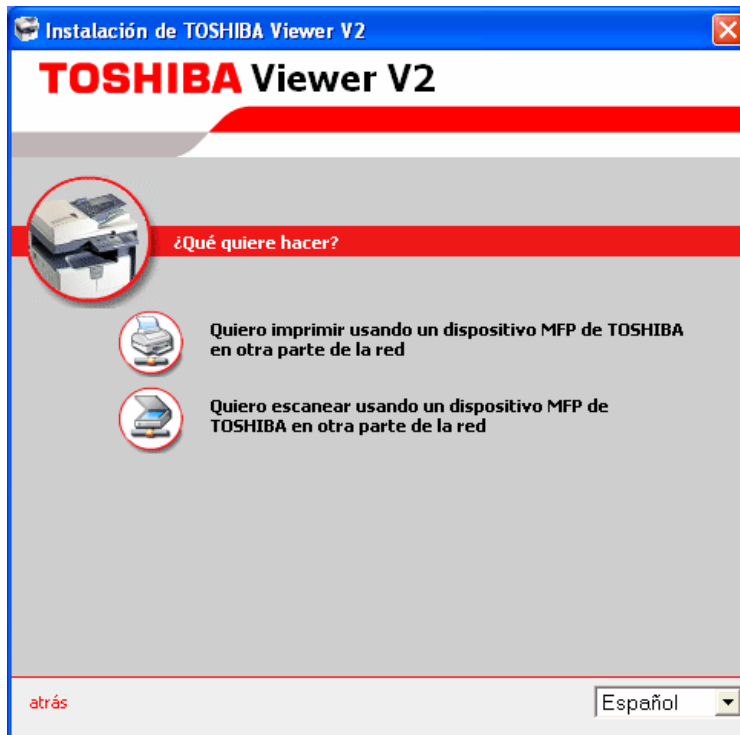 Instalación de TOSHIBA Viewer V2
TOSHIBA Viewer V2
¿Qué quiere hacer?
Quiero imprimir usando un dispositivo MFP de TOSHIBA
en otra parte de la red
Quiero escanear usando un dispositivo MFP de
TOSHIBA en otra parte de la red
atrás
Español